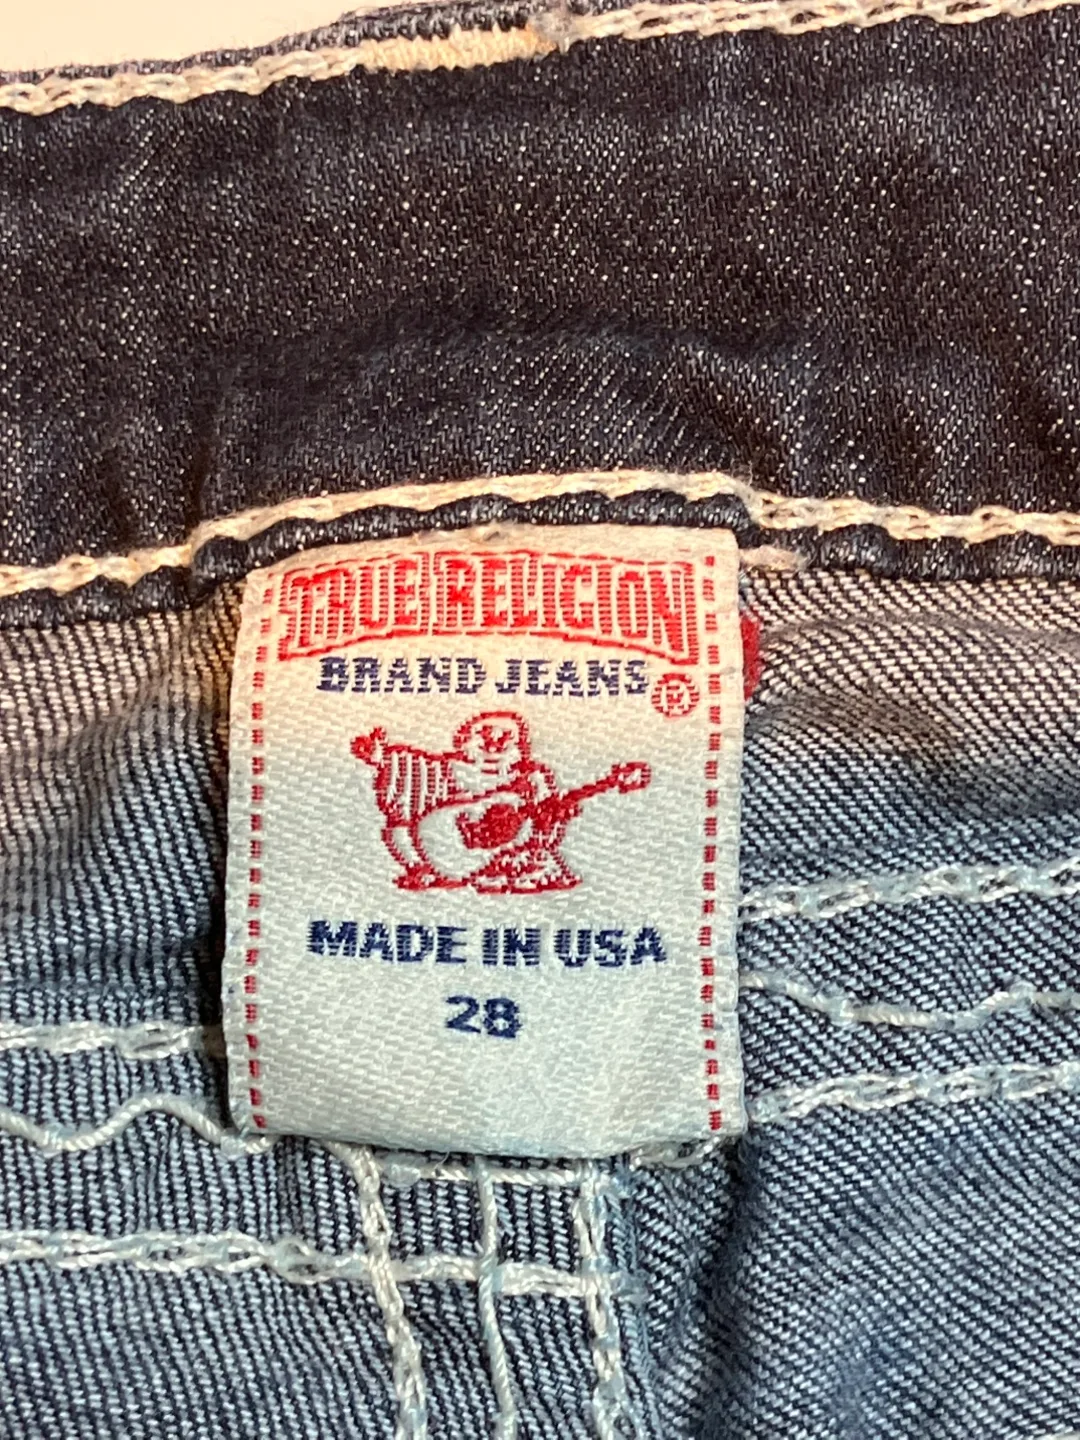 TRUE RELIGION
BRAND JEANS®
MADE IN USA
28